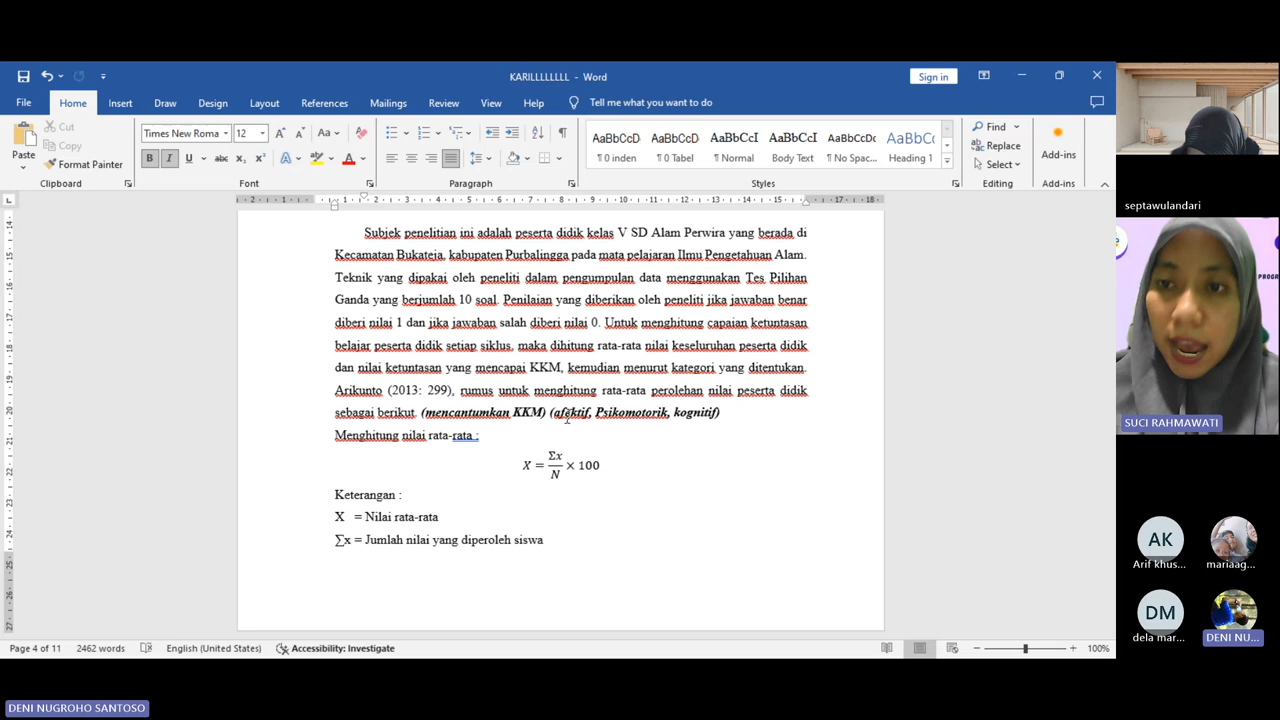 KARILLLLLLLL - Word
Sign in
File Home Insert Draw Design Layout References Mailings Review View Help Tell me what you want to do
Paste
Cut
Copy
Format Painter
Clipboard
Times New Roma 12
Font
Paragraph
AaBbCcD AaBbCcD AaBbCcI AaBbCcI AaBbCcDc AaBbCc
¶ 0 inden ¶ 0 Tabel ¶ Normal Body Text ¶ No Spac... Heading 1
Styles
Find
Replace
Select
Editing
Add-ins
Add-ins
Subjek penelitian ini adalah peserta didik kelas V SD Alam Perwira yang berada di
Kecamatan Bukateja, kabupaten Purbalingga pada mata pelajaran Ilmu Pengetahuan Alam.
Teknik yang dipakai oleh peneliti dalam pengumpulan data menggunakan Tes Pilihan
Ganda yang berjumlah 10 soal. Penilaian yang diberikan oleh peneliti jika jawaban benar
diberi nilai 1 dan jika jawaban salah diberi nilai 0. Untuk menghitung capaian ketuntasan
belajar peserta didik setiap siklus, maka dihitung rata-rata nilai keseluruhan peserta didik
dan nilai ketuntasan yang mencapai KKM, kemudian menurut kategori yang ditentukan.
Arikunto (2013: 299), rumus untuk menghitung rata-rata perolehan nilai peserta didik
sebagai berikut. (mencantumkan KKM) (afektif, Psikomotorik, kognitif)
Menghitung nilai rata-rata :
X = Σx/N × 100
Keterangan :
X = Nilai rata-rata
∑x = Jumlah nilai yang diperoleh siswa
Page 4 of 11 2462 words English (United States) Accessibility: Investigate 100%
septawulandari
PROGRA
SUCI RAHMAWATI
AK
Arif khus...
mariaag...
DM
dela mar...
DENI NU...
DENI NUGROHO SANTOSO